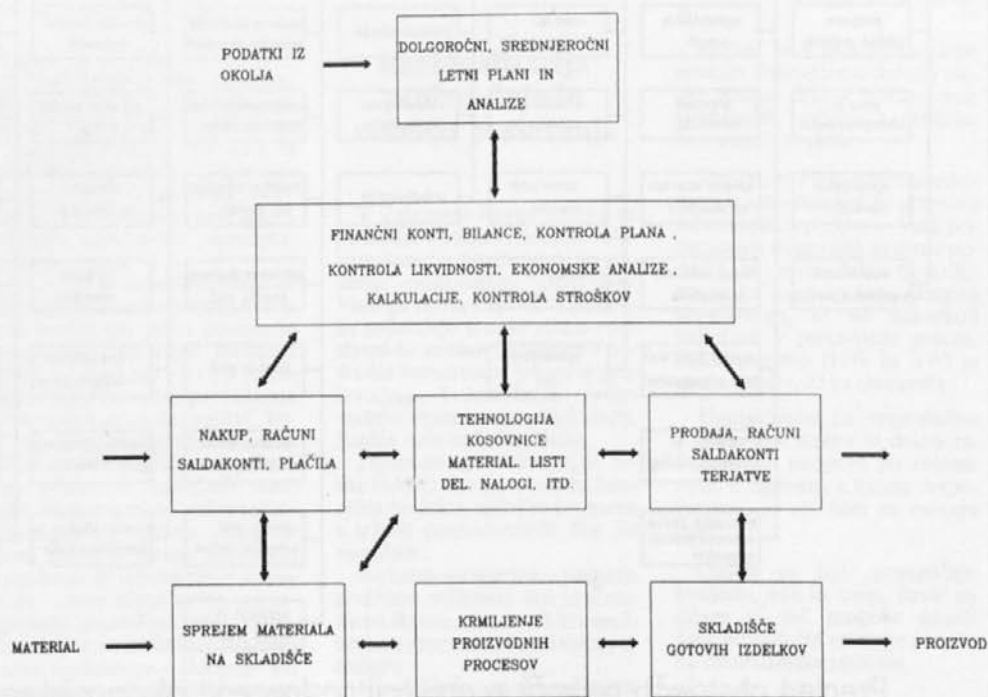 PODATKI IZ
OKOLJA
DOLGOROČNI, SREDNJEROČNI
LETNI PLANI IN
ANALIZE
FINANČNI KONTI, BILANCE, KONTROLA PLANA ,
KONTROLA LIKVIDNOSTI. EKONOMSKE ANALIZE ,
KALKULACIJE, KONTROLA STROŠKOV
NAKUP, RAČUNI
SALDAKONTI, PLAČILA
TEHNOLOGIJA
KOSOVNICE
MATERIAL. LISTI
DEL. NALOGI, ITD.
PRODAJA, RAČUNI
SALDAKONTI
TERJATVE
MATERIAL
SPREJEM MATERIALA
NA SKLADIŠČE
KRMILJENJE
PROIZVODNIH
PROCESOV
SKLADIŠČE
GOTOVIH IZDELKOV
PROIZVOD